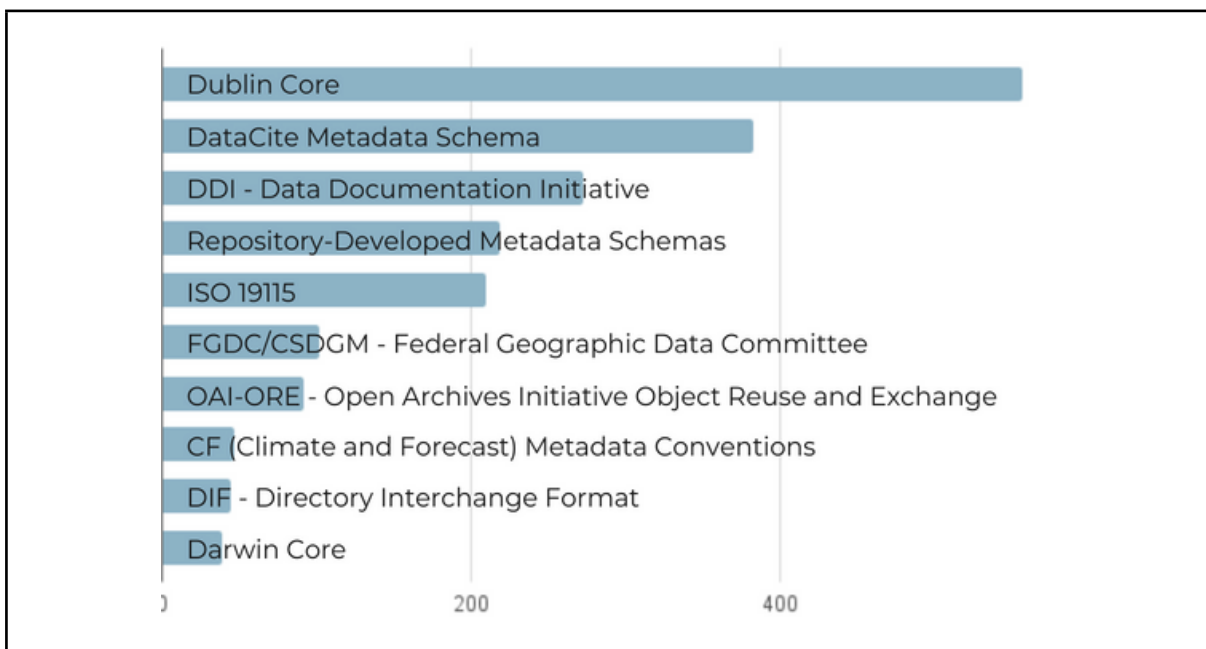 Dublin Core
DataCite Metadata Schema
DDI - Data Documentation Initiative
Repository-Developed Metadata Schemas
ISO 19115
FGDC/CSDGM - Federal Geographic Data Committee
OAI-ORE - Open Archives Initiative Object Reuse and Exchange
CF (Climate and Forecast) Metadata Conventions
DIF - Directory Interchange Format
Darwin Core
0 200 400